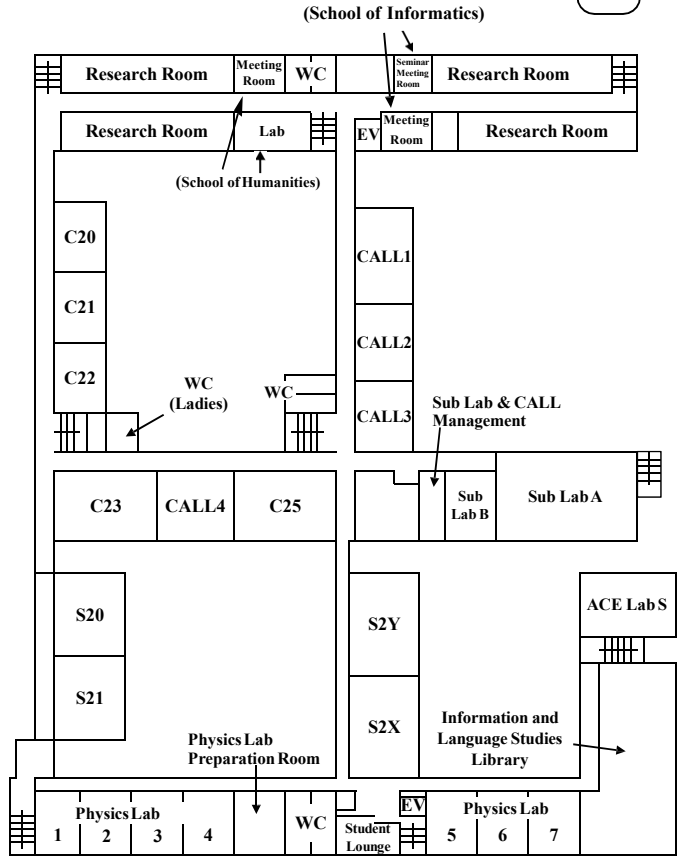 (School of Informatics)
Research Room
Meeting
Room
WC
Seminar
Meeting
Room
Research Room
Research Room
Lab
EV
Meeting
Room
Research Room
(School of Humanities)
C20
CALL1
C21
CALL2
C22
WC
(Ladies)
WC
CALL3
Sub Lab & CALL
Management
C23
CALL4
C25
Sub
Lab B
Sub Lab A
S20
S2Y
ACE Lab S
S21
S2X
Information and
Language Studies
Library
Physics Lab
Preparation Room
Physics Lab
1 2 3 4
WC
Student
Lounge
EV
Physics Lab
5 6 7